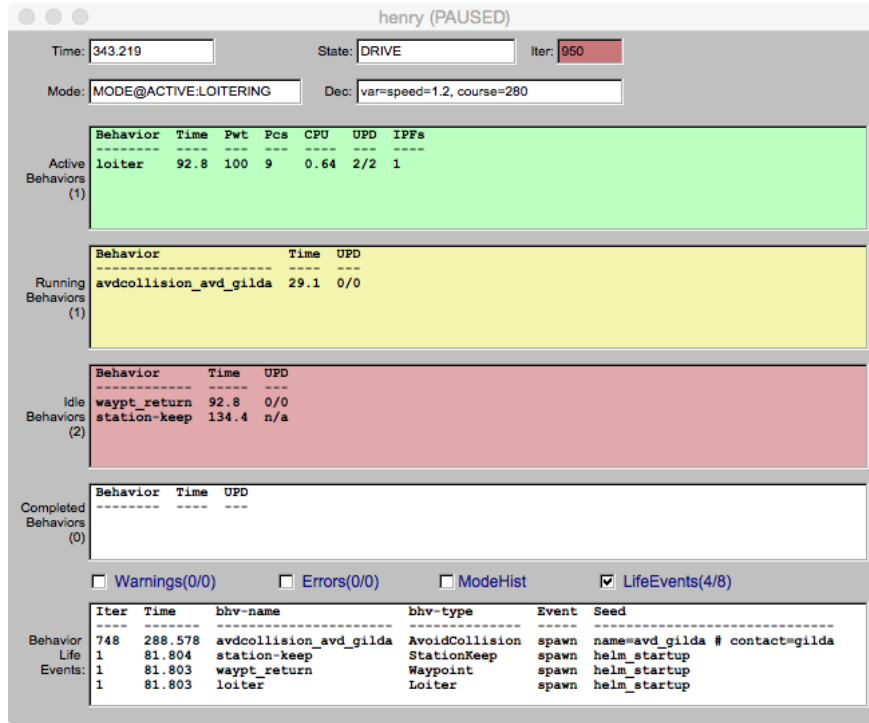 henry (PAUSED)
Time: 343.219 State: DRIVE Iter: 950
Mode: MODE@ACTIVE:LOITERING Dec: var=speed=1.2, course=280
Active Behaviors (1)
Behavior Time Pwt Pcs CPU UPD IPFs
-------- ---- --- --- ---- --- ----
loiter 92.8 100 9 0.64 2/2 1
Running Behaviors (1)
Behavior Time UPD
----------------------- ---- ---
avdcollision_avd_gilda 29.1 0/0
Idle Behaviors (2)
Behavior Time UPD
------------ ----- ---
waypt_return 92.8 0/0
station-keep 134.4 n/a
Completed Behaviors (0)
Behavior Time UPD
-------- ---- ---
Warnings(0/0) Errors(0/0) ModeHist LifeEvents(4/8)
Behavior Life Events:
Iter Time bhv-name bhv-type Event Seed
---- ------- ---------------------- -------------- ----- ------------------------------
748 288.578 avdcollision_avd_gilda AvoidCollision spawn name=avd_gilda # contact=gilda
1 81.804 station-keep StationKeep spawn helm_startup
1 81.803 waypt_return Waypoint spawn helm_startup
1 81.803 loiter Loiter spawn helm_startup